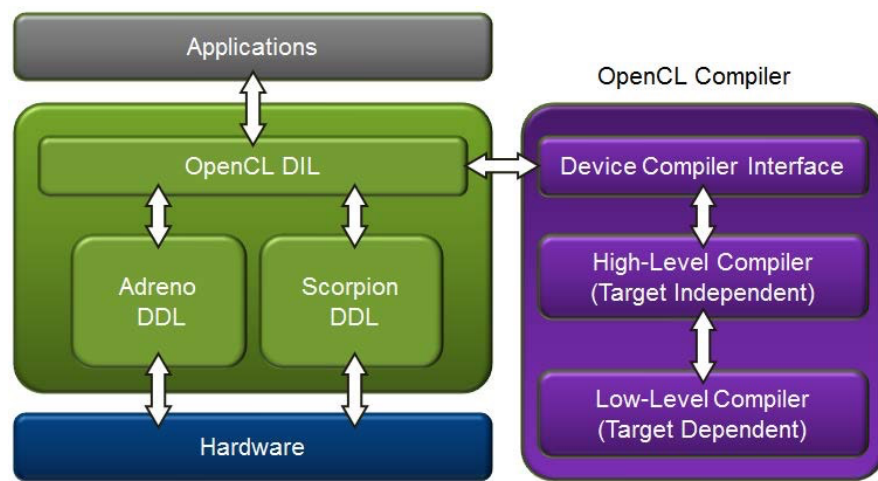 Applications
OpenCL Compiler
OpenCL DIL
Device Compiler Interface
Adreno
DDL
Scorpion
DDL
High-Level Compiler
(Target Independent)
Low-Level Compiler
(Target Dependent)
Hardware